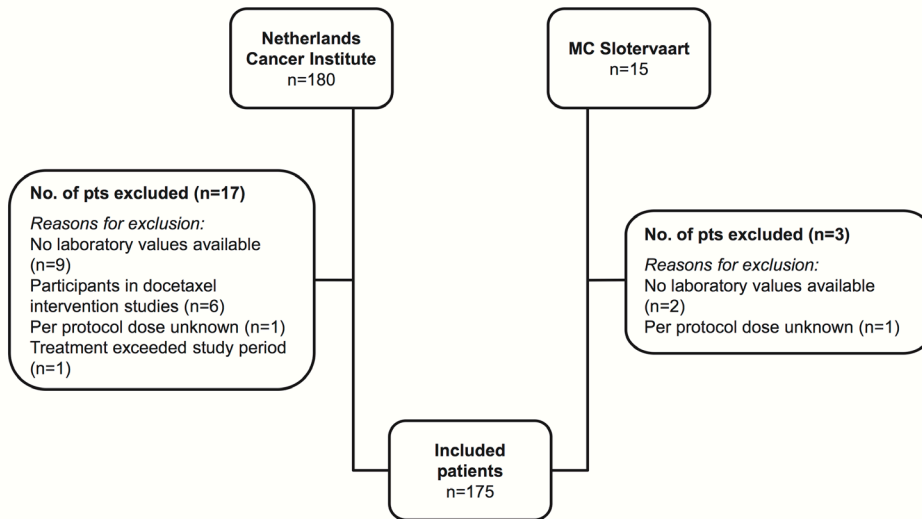 Netherlands
Cancer Institute
n=180
MC Slotervaart
n=15
No. of pts excluded (n=17)
Reasons for exclusion:
No laboratory values available
(n=9)
Participants in docetaxel
intervention studies (n=6)
Per protocol dose unknown (n=1)
Treatment exceeded study period
(n=1)
No. of pts excluded (n=3)
Reasons for exclusion:
No laboratory values available
(n=2)
Per protocol dose unknown (n=1)
Included
patients
n=175